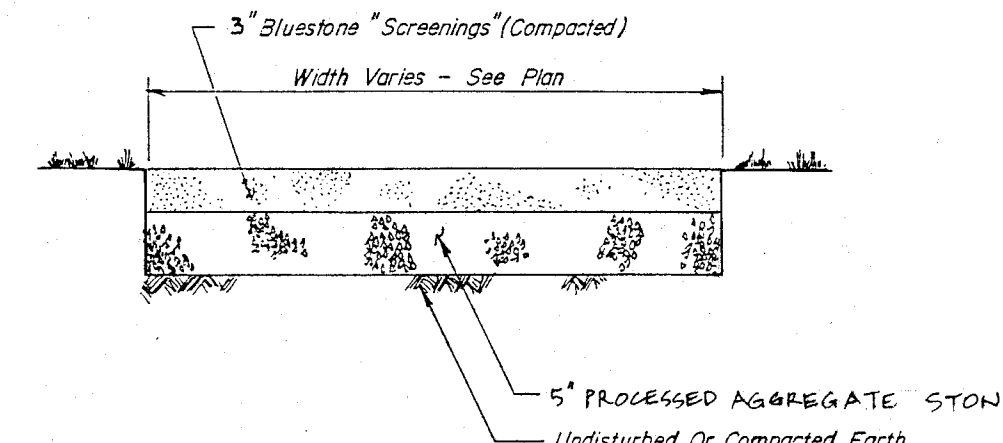 3" Bluestone "Screenings" (Compacted)
Width Varies - See Plan
5" PROCESSED AGGREGATE STON
Undisturbed Or Compacted Earth